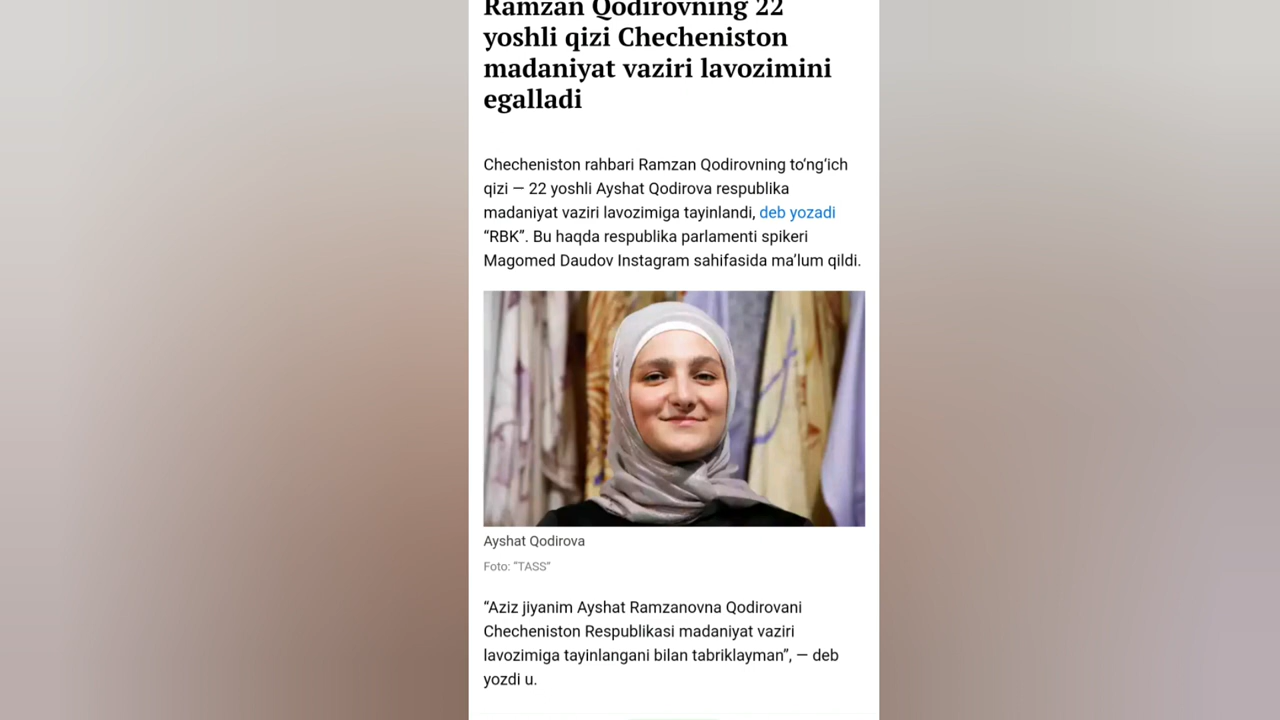 Ramzan Qodirovning 22
yoshli qizi Checheniston
madaniyat vaziri lavozimini
egalladi
Checheniston rahbari Ramzan Qodirovning to‘ng‘ich
qizi — 22 yoshli Ayshat Qodirova respublika
madaniyat vaziri lavozimiga tayinlandi, deb yozadi
“RBK”. Bu haqda respublika parlamenti spikeri
Magomed Daudov Instagram sahifasida ma’lum qildi.
Ayshat Qodirova
Foto: “TASS”
“Aziz jiyanim Ayshat Ramzanovna Qodirovani
Checheniston Respublikasi madaniyat vaziri
lavozimiga tayinlangani bilan tabriklayman”, — deb
yozdi u.